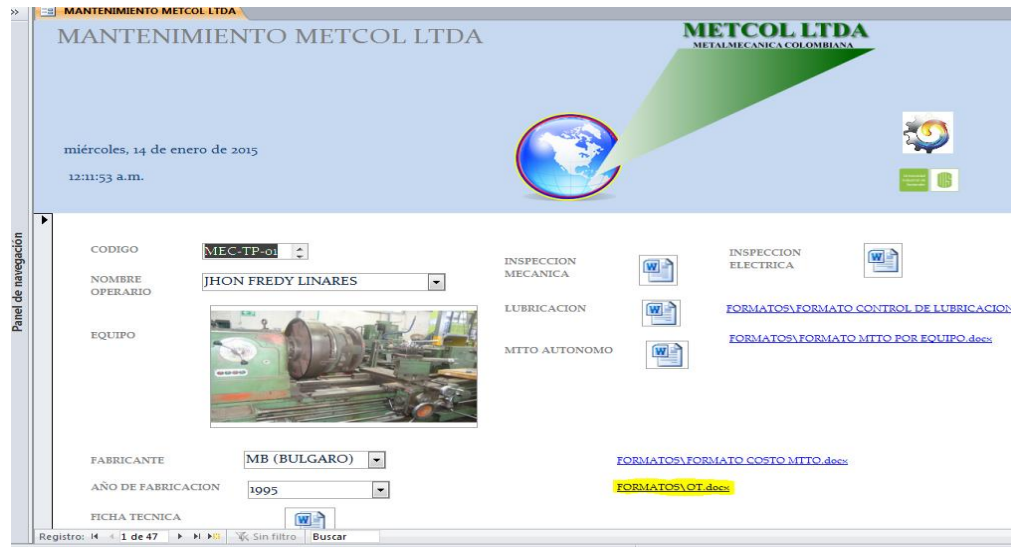 MANTENIMIENTO METCOL LTDA
MANTENIMIENTO METCOL LTDA
METCOL LTDA
METALMECANICA COLOMBIANA
miércoles, 14 de enero de 2015
12:11:53 a.m.
Panel de navegación
CODIGO
MEC-TP-01
NOMBRE OPERARIO
JHON FREDY LINARES
EQUIPO
INSPECCION MECANICA
INSPECCION ELECTRICA
LUBRICACION
FORMATOS\FORMATO CONTROL DE LUBRICACION
MTTO AUTONOMO
FORMATOS\FORMATO MTTO POR EQUIPO.docx
FABRICANTE
MB (BULGARO)
FORMATOS\FORMATO COSTO MTTO.docx
AÑO DE FABRICACION
1995
FORMATOS\OT.docx
FICHA TECNICA
Registro: 1 de 47 Sin filtro Buscar